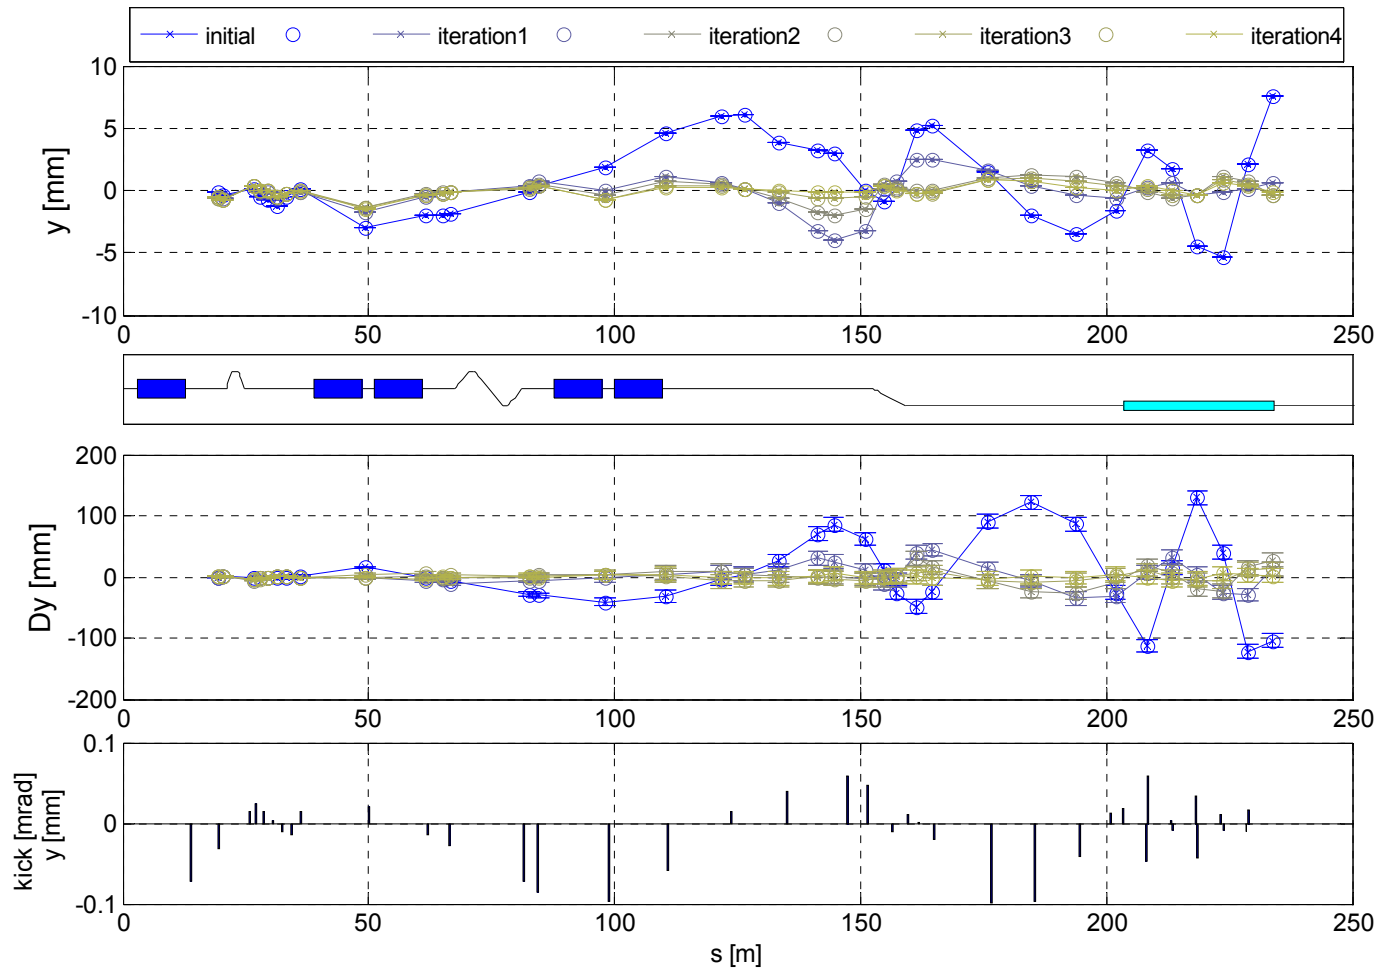 initial iteration1 iteration2 iteration3 iteration4
10
5
0
-5
-10
y [mm]
0 50 100 150 200 250
200
100
0
-100
-200
Dy [mm]
0 50 100 150 200 250
0.1
0
-0.1
kick [mrad]
y [mm]
0 50 100 150 200 250
s [m]